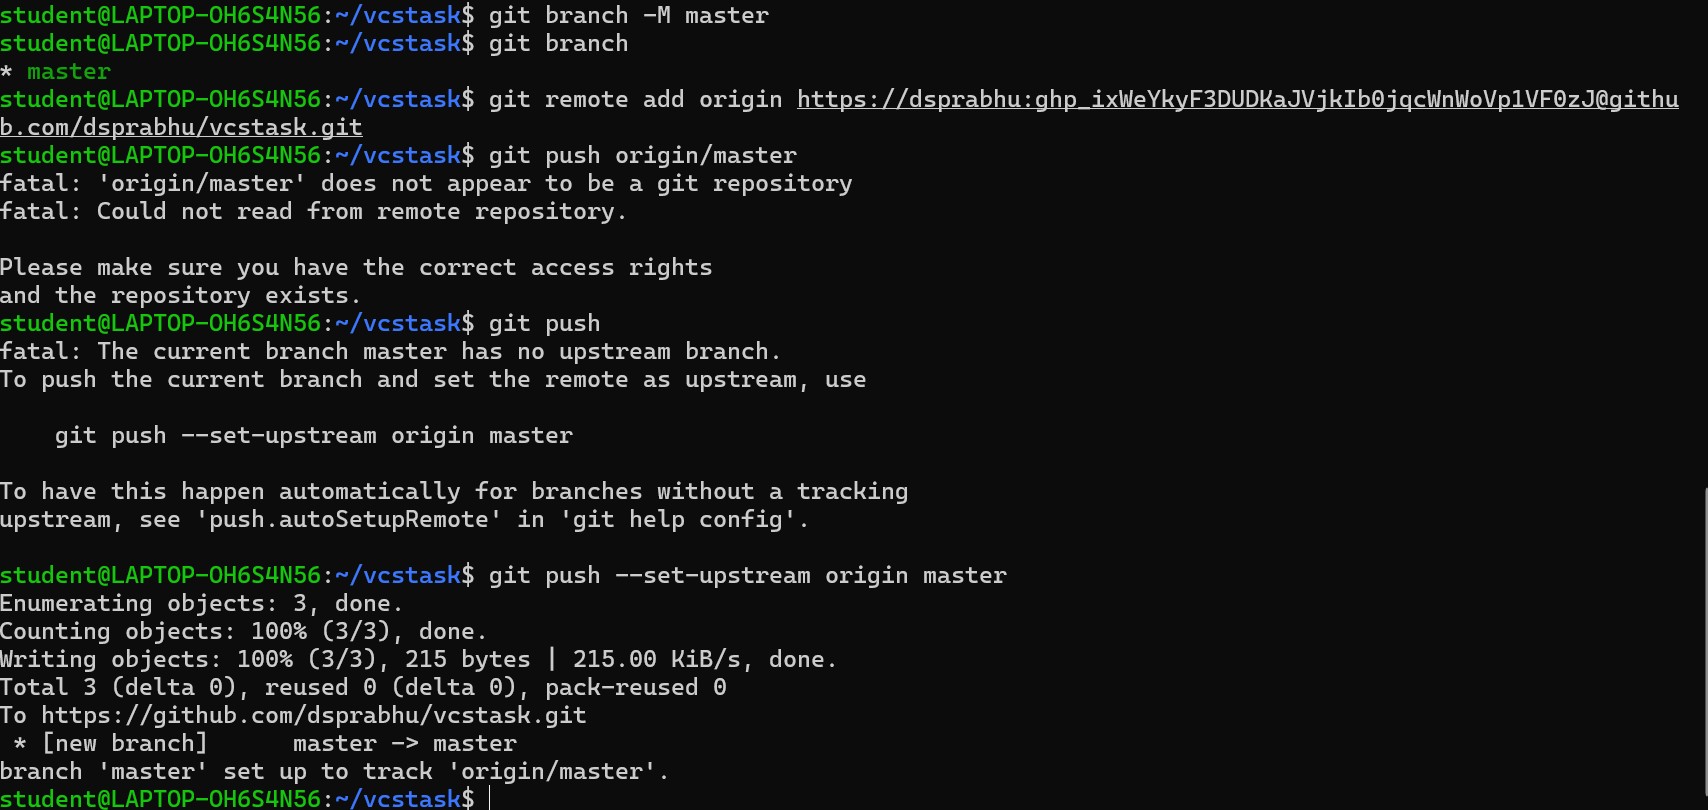 student@LAPTOP-OH6S4N56:~/vcstask$ git branch -M master
student@LAPTOP-OH6S4N56:~/vcstask$ git branch
* master
student@LAPTOP-OH6S4N56:~/vcstask$ git remote add origin https://dsprabhu: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@githu
b.com/dsprabhu/vcstask.git
student@LAPTOP-OH6S4N56:~/vcstask$ git push origin/master
fatal: 'origin/master' does not appear to be a git repository
fatal: Could not read from remote repository.

Please make sure you have the correct access rights
and the repository exists.
student@LAPTOP-OH6S4N56:~/vcstask$ git push
fatal: The current branch master has no upstream branch.
To push the current branch and set the remote as upstream, use

    git push --set-upstream origin master

To have this happen automatically for branches without a tracking
upstream, see 'push.autoSetupRemote' in 'git help config'.

student@LAPTOP-OH6S4N56:~/vcstask$ git push --set-upstream origin master
Enumerating objects: 3, done.
Counting objects: 100% (3/3), done.
Writing objects: 100% (3/3), 215 bytes | 215.00 KiB/s, done.
Total 3 (delta 0), reused 0 (delta 0), pack-reused 0
To https://github.com/dsprabhu/vcstask.git
 * [new branch]      master -> master
branch 'master' set up to track 'origin/master'.
student@LAPTOP-OH6S4N56:~/vcstask$